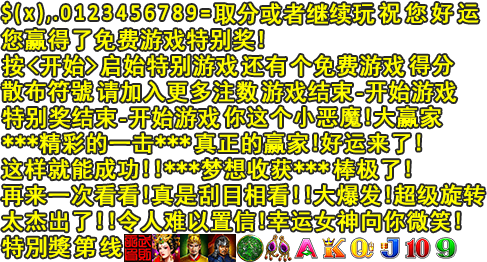 $(x),.0123456789=取分或者继续玩 祝 您 好 运
您赢得了免费游戏特别奖!
按<开始>启始特别游戏 还有个免费游戏 得分
散布符號 请加入更多注数 游戏结束-开始游戏
特别奖结束-开始游戏 你这个小恶魔!大赢家
***精彩的一击*** 真正的赢家!好运来了!
这样就能成功!!***梦想收获*** 棒极了!
再来一次看看!真是刮目相看!!大爆发!超级旋转
太杰出了!!令人难以置信!幸运女神向你微笑!
特别獎 第 线 A K Q J 10 9